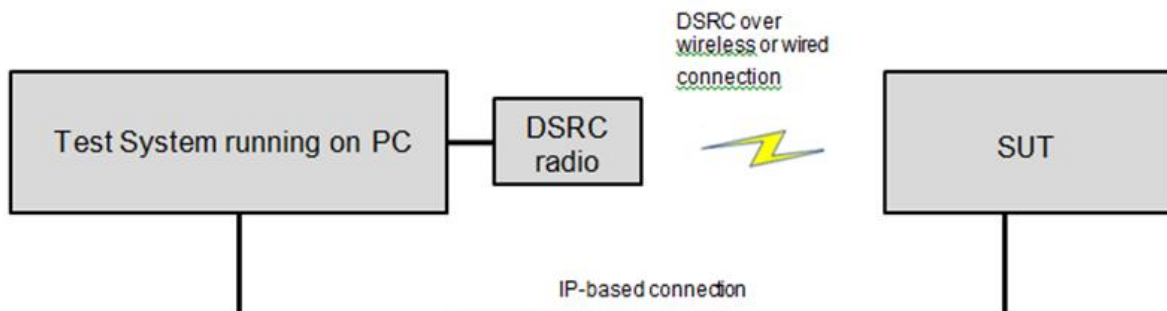 DSRC over
wireless or wired
connection
Test System running on PC
DSRC
radio
SUT
IP-based connection